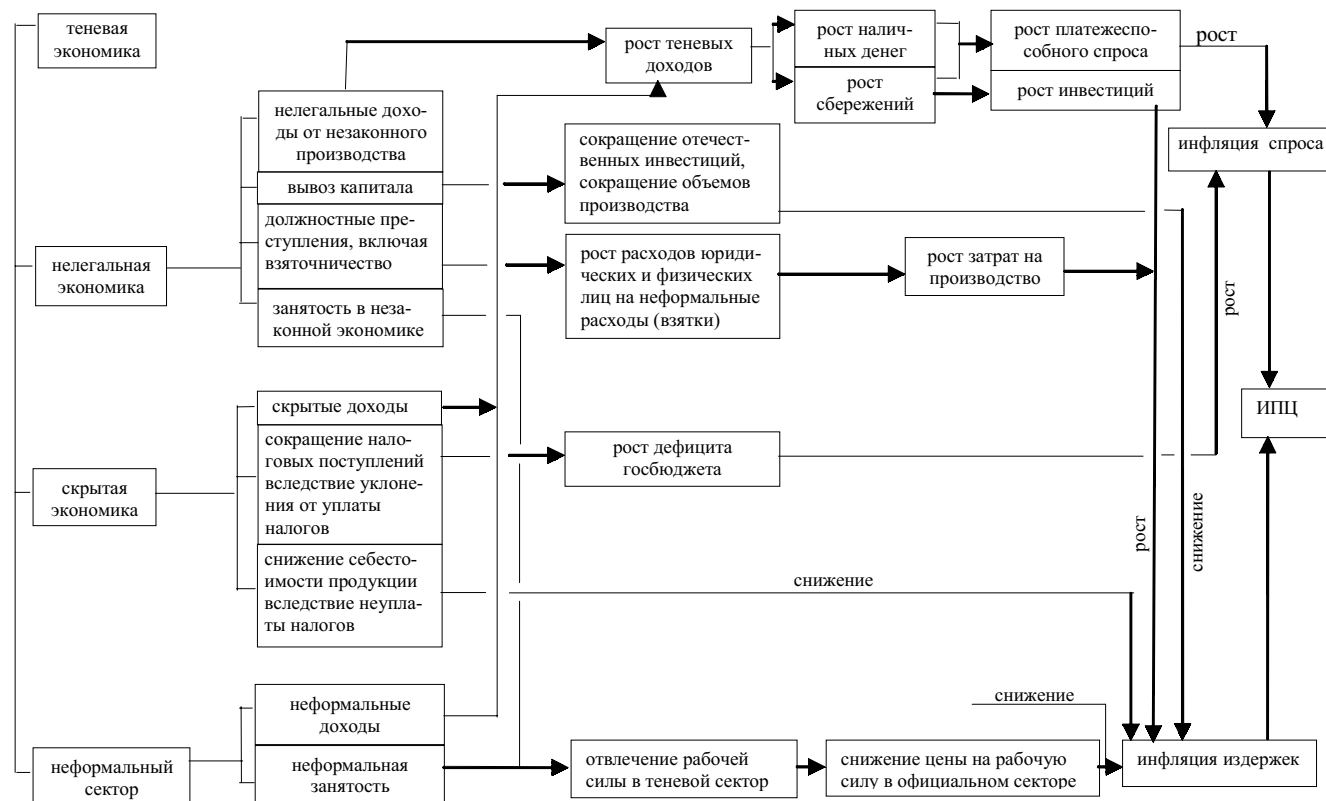 теневая
экономика
рост теневых
доходов
рост налич-
ных денег
рост
сбережений
рост платежеспо-
собного спроса
рост инвестиций
рост
инфляция спроса
нелегальные дохо-
ды от незаконного
производства
вывоз капитала
должностные пре-
ступления, включая
взяточничество
занятость в неза-
конной экономике
нелегальная
экономика
сокращение отечест-
венных инвестиций,
сокращение объемов
производства
рост расходов юриди-
ческих и физических
лиц на неформальные
расходы (взятки)
рост затрат на
производство
рост
ИПЦ
скрытые доходы
сокращение нало-
говых поступлений
вследствие уклоне-
ния от уплаты
налогов
снижение себесто-
имости продукции
вследствие неупла-
ты налогов
скрытая
экономика
рост дефицита
госбюджета
снижение
рост
снижение
неформальные
доходы
неформальная
занятость
неформальный
сектор
отвлечение рабочей
силы в теневой сектор
снижение цены на рабочую
силу в официальном секторе
снижение
инфляция издержек